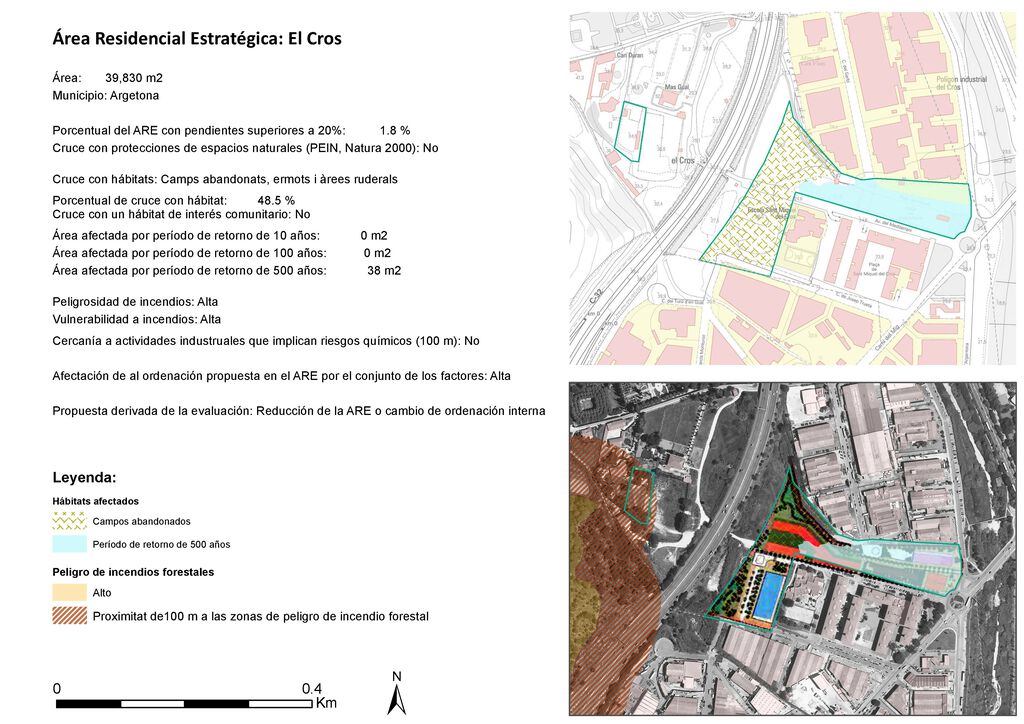 Área Residencial Estratégica: El Cros
Área: 39,830 m2
Municipio: Argetona
Porcentual del ARE con pendientes superiores a 20%: 1.8 %
Cruce con protecciones de espacios naturales (PEIN, Natura 2000): No
Cruce con hábitats: Camps abandonats, ermots i àrees ruderals
Porcentual de cruce con hábitat: 48.5 %
Cruce con un hábitat de interés comunitario: No
Área afectada por período de retorno de 10 años: 0 m2
Área afectada por período de retorno de 100 años: 0 m2
Área afectada por período de retorno de 500 años: 38 m2
Peligrosidad de incendios: Alta
Vulnerabilidad a incendios: Alta
Cercanía a actividades industruales que implican riesgos químicos (100 m): No
Afectación de al ordenación propuesta en el ARE por el conjunto de los factores: Alta
Propuesta derivada de la evaluación: Reducción de la ARE o cambio de ordenación interna
Leyenda:
Hábitats afectados
Campos abandonados
Período de retorno de 500 años
Peligro de incendios forestales
Alto
Proximitat de100 m a las zonas de peligro de incendio forestal
0 0.4
Km
N
Can Duran
Mas Gual
el Cros
Polígon industrial
del Cros
Av. del Mediterrani
Plaça
de
Sant Miquel del Cros
C. de Josep Trueta
C-32
km 0
km 0